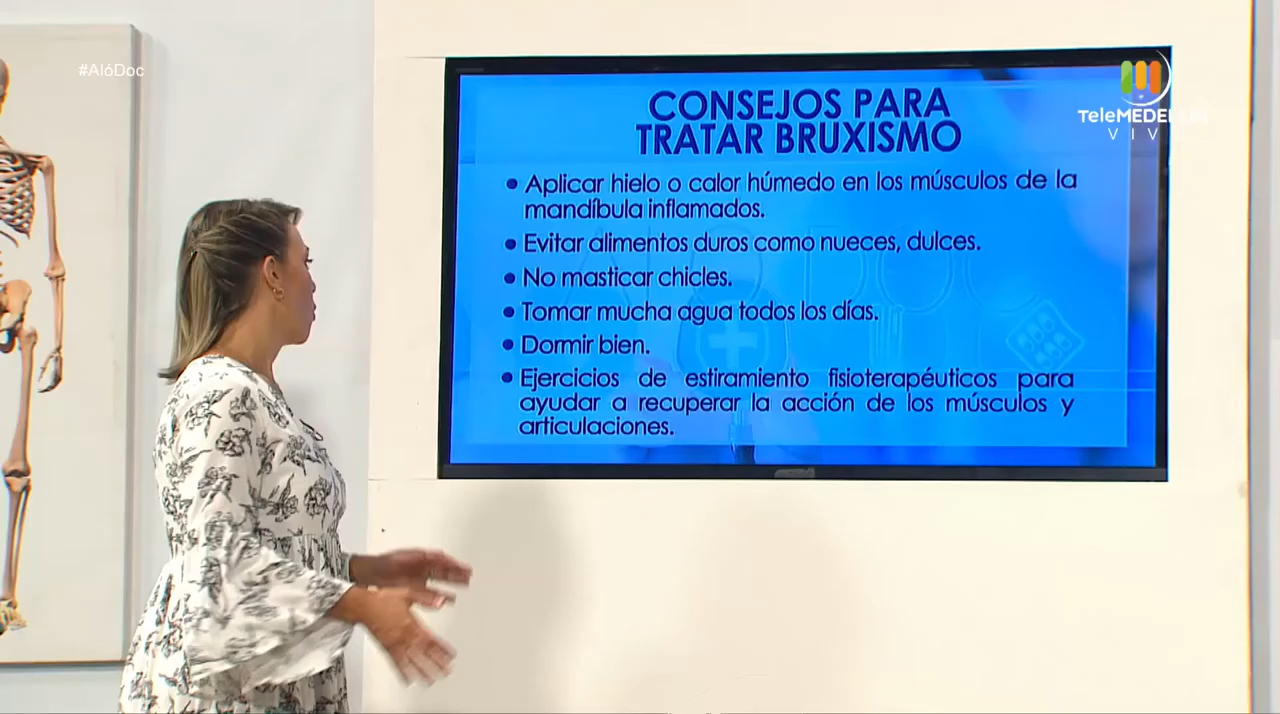 #AlóDoc
TeleMEDELLÍN
VIVO
CONSEJOS PARA
TRATAR BRUXISMO
• Aplicar hielo o calor húmedo en los músculos de la
mandíbula inflamados.
• Evitar alimentos duros como nueces, dulces.
• No masticar chicles.
• Tomar mucha agua todos los días.
• Dormir bien.
• Ejercicios de estiramiento fisioterapéuticos para
ayudar a recuperar la acción de los músculos y
articulaciones.